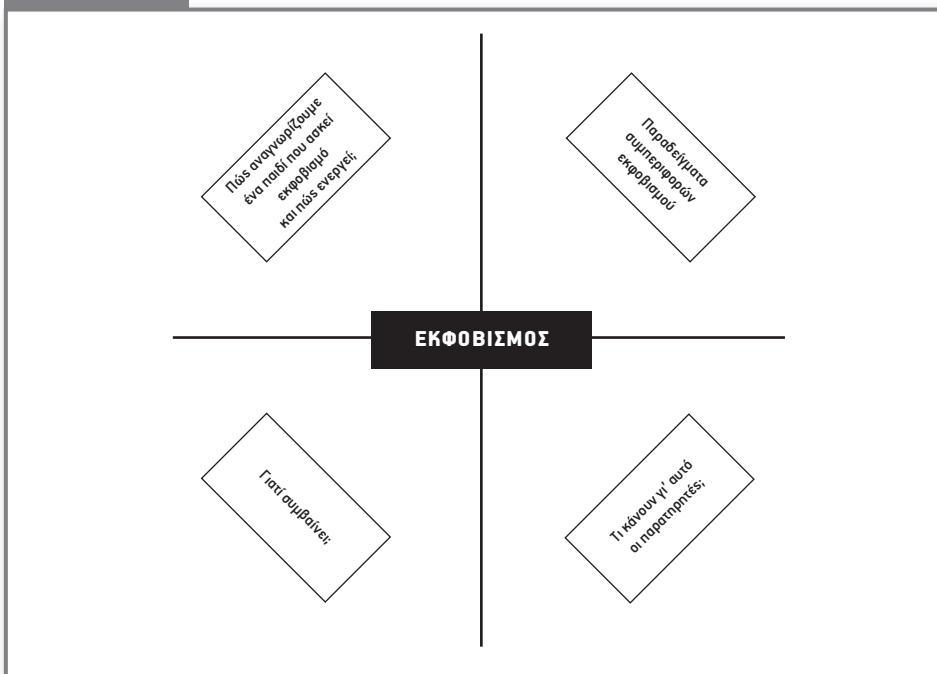 Πώς αναγνωρίζουμε
ένα παιδί που ασκεί
εκφοβισμό
και πώς ενεργεί;
Παραδείγματα
συμπεριφορών
εκφοβισμού
ΕΚΦΟΒΙΣΜΟΣ
Γιατί συμβαίνει;
Τι κάνουν γι' αυτό
οι παρατηρητές;